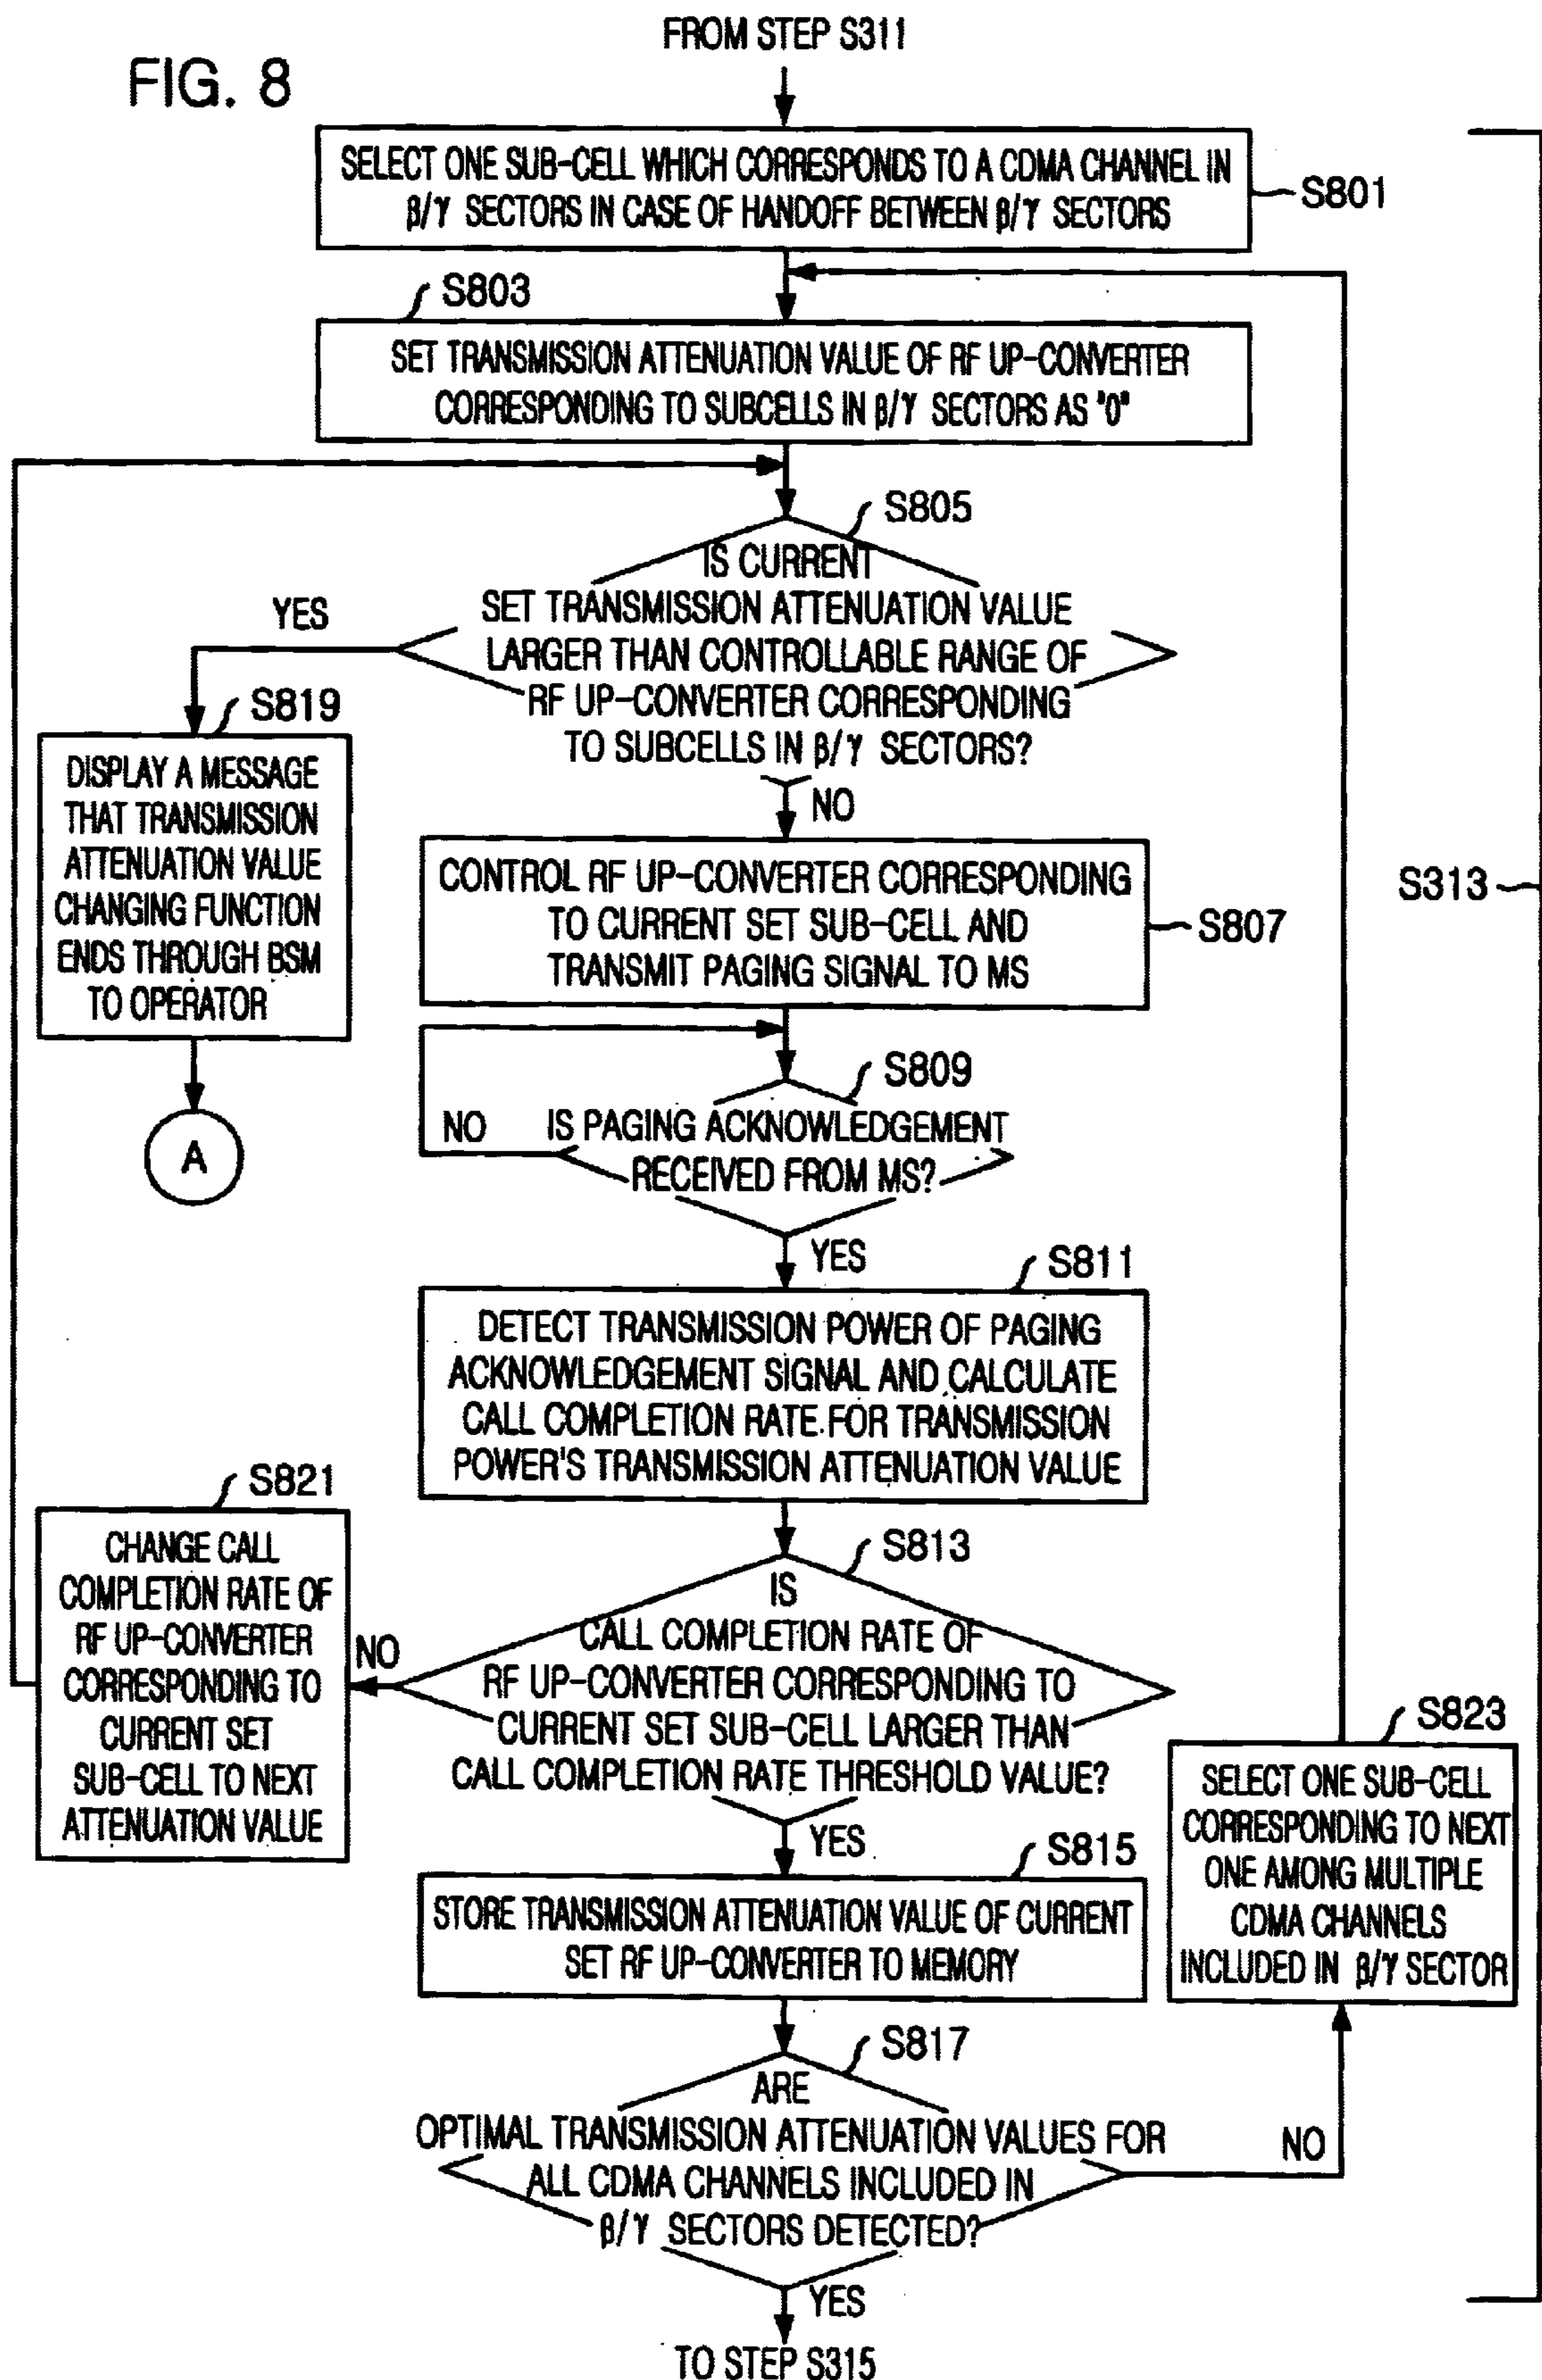 FROM STEP S311
FIG. 8
SELECT ONE SUB-CELL WHICH CORRESPONDS TO A CDMA CHANNEL IN
β/γ SECTORS IN CASE OF HANDOFF BETWEEN β/γ SECTORS
S801
S803
SET TRANSMISSION ATTENUATION VALUE OF RF UP-CONVERTER
CORRESPONDING TO SUBCELLS IN β/γ SECTORS AS "0"
S805
IS CURRENT
SET TRANSMISSION ATTENUATION VALUE
LARGER THAN CONTROLLABLE RANGE OF
RF UP-CONVERTER CORRESPONDING
TO SUBCELLS IN β/γ SECTORS?
YES
NO
S819
DISPLAY A MESSAGE
THAT TRANSMISSION
ATTENUATION VALUE
CHANGING FUNCTION
ENDS THROUGH BSM
TO OPERATOR
A
CONTROL RF UP-CONVERTER CORRESPONDING
TO CURRENT SET SUB-CELL AND
TRANSMIT PAGING SIGNAL TO MS
S807
S313
S809
IS PAGING ACKNOWLEDGEMENT
RECEIVED FROM MS?
NO
YES
S811
DETECT TRANSMISSION POWER OF PAGING
ACKNOWLEDGEMENT SIGNAL AND CALCULATE
CALL COMPLETION RATE FOR TRANSMISSION
POWER'S TRANSMISSION ATTENUATION VALUE
S813
IS
CALL COMPLETION RATE OF
RF UP-CONVERTER CORRESPONDING TO
CURRENT SET SUB-CELL LARGER THAN
CALL COMPLETION RATE THRESHOLD VALUE?
NO
YES
S821
CHANGE CALL
COMPLETION RATE OF
RF UP-CONVERTER
CORRESPONDING TO
CURRENT SET
SUB-CELL TO NEXT
ATTENUATION VALUE
S815
STORE TRANSMISSION ATTENUATION VALUE OF CURRENT
SET RF UP-CONVERTER TO MEMORY
S823
SELECT ONE SUB-CELL
CORRESPONDING TO NEXT
ONE AMONG MULTIPLE
CDMA CHANNELS
INCLUDED IN β/γ SECTOR
S817
ARE
OPTIMAL TRANSMISSION ATTENUATION VALUES FOR
ALL CDMA CHANNELS INCLUDED IN
β/γ SECTORS DETECTED?
NO
YES
TO STEP S315